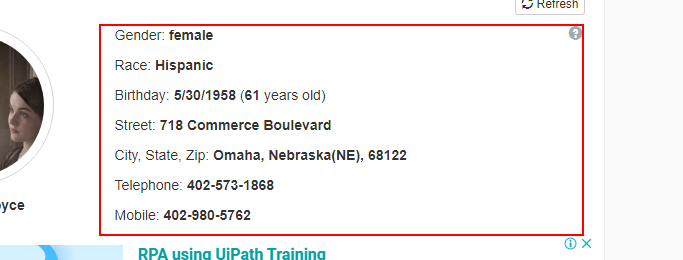 Refresh
Gender: female
Race: Hispanic
Birthday: 5/30/1958 (61 years old)
Street: 718 Commerce Boulevard
City, State, Zip: Omaha, Nebraska(NE), 68122
Telephone: 402-573-1868
yce
Mobile: 402-980-5762
RPA using UiPath Training